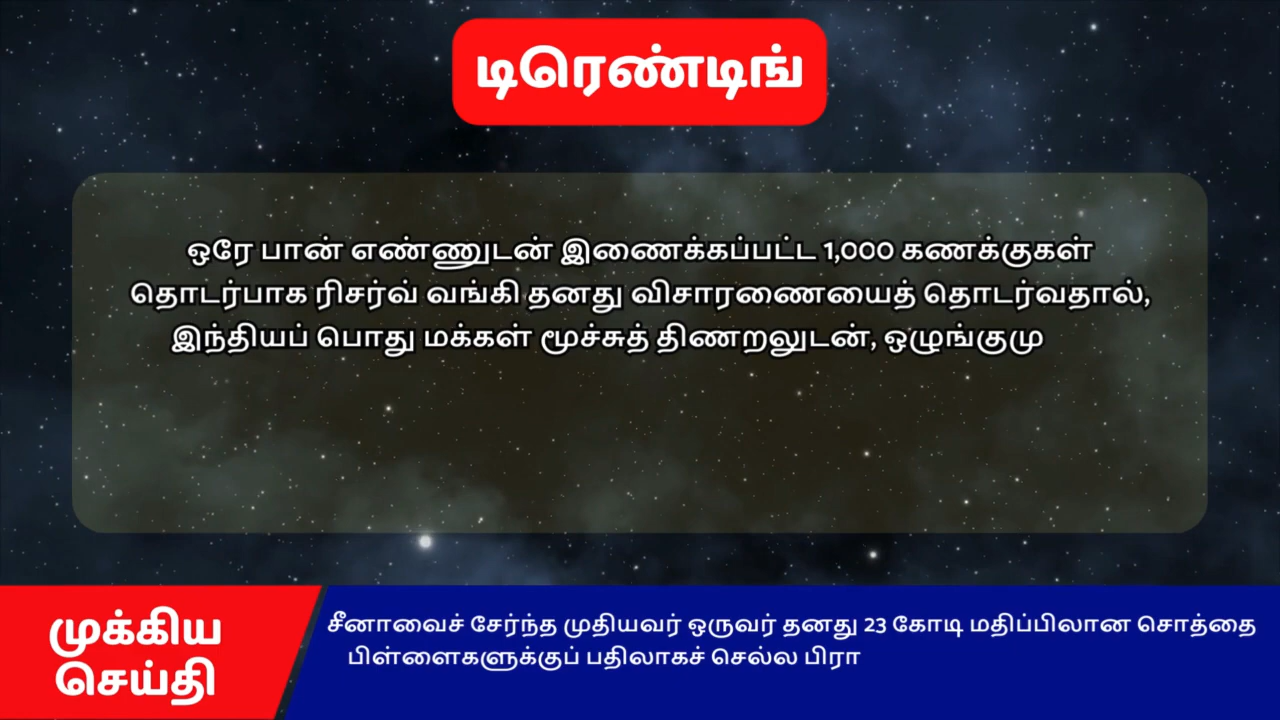 டிரெண்டிங்
ஒரே பான் எண்ணுடன் இணைக்கப்பட்ட 1,000 கணக்குகள்
தொடர்பாக ரிசர்வ் வங்கி தனது விசாரணையைத் தொடர்வதால்,
இந்தியப் பொது மக்கள் மூச்சுத் திணறலுடன், ஒழுங்குமு
முக்கிய
செய்தி
சீனாவைச் சேர்ந்த முதியவர் ஒருவர் தனது 23 கோடி மதிப்பிலான சொத்தை
பிள்ளைகளுக்குப் பதிலாகச் செல்ல பிரா